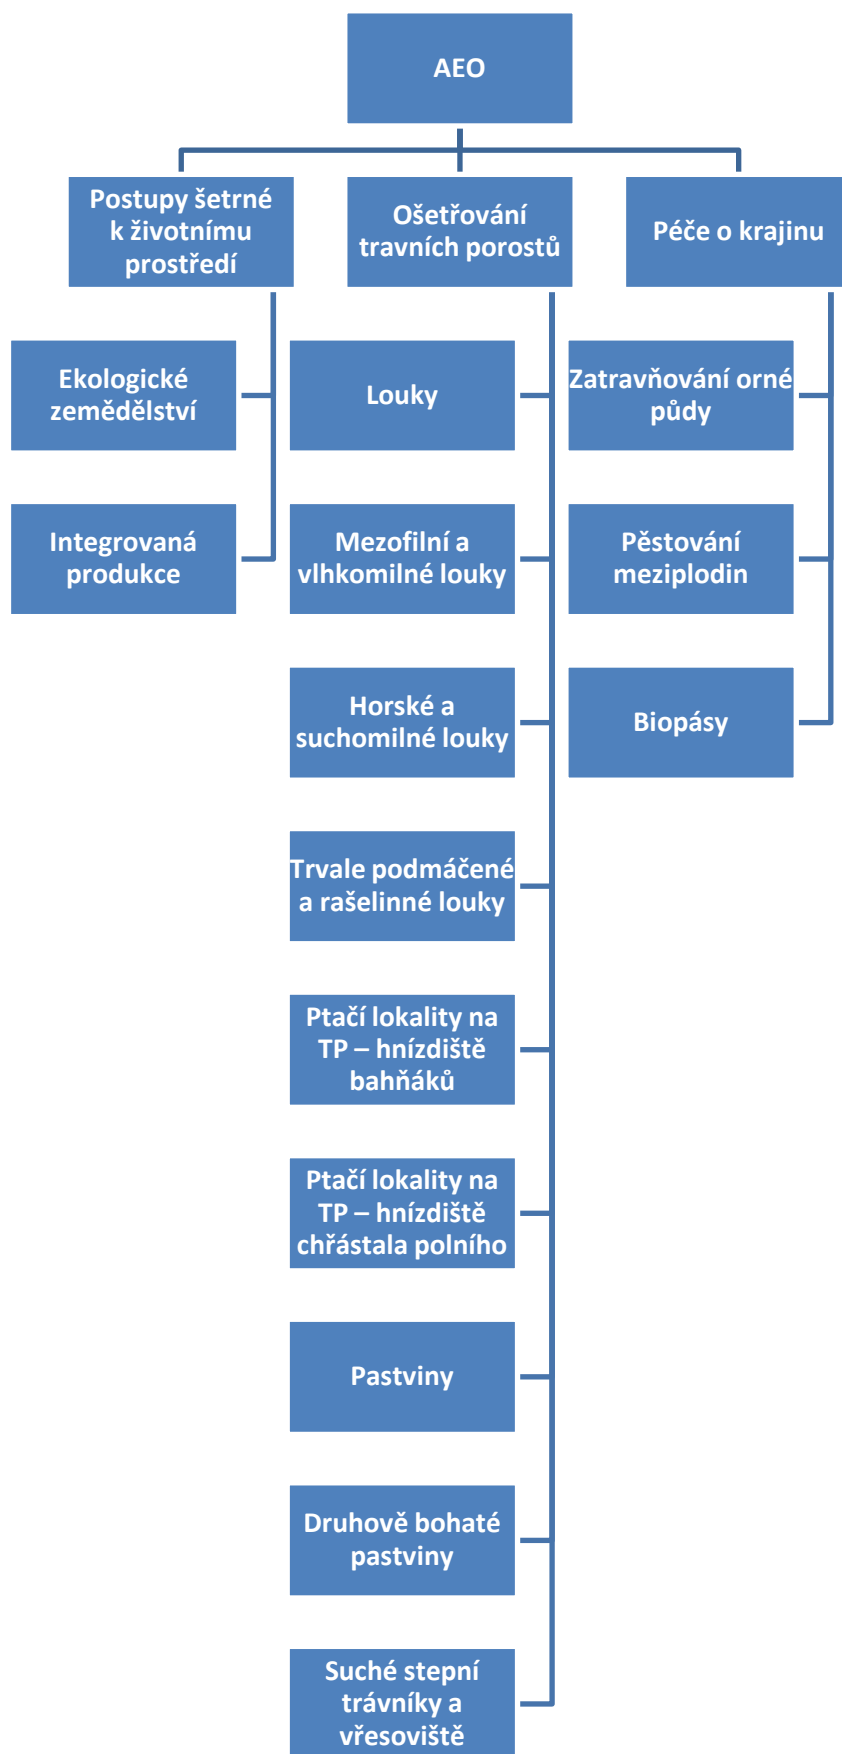 AEO
Postupy šetrné
k životnímu
prostředí
Ekologické
zemědělství
Integrovaná
produkce
Ošetřování
travních porostů
Louky
Mezofilní a
vlhkomilné louky
Horské a
suchomilné louky
Trvale podmáčené
a rašelinné louky
Ptačí lokality na
TP – hnízdiště
bahňáků
Ptačí lokality na
TP – hnízdiště
chřástala polního
Pastviny
Druhově bohaté
pastviny
Suché stepní
trávníky a
vřesoviště
Péče o krajinu
Zatravňování orné
půdy
Pěstování
meziplodin
Biopásy